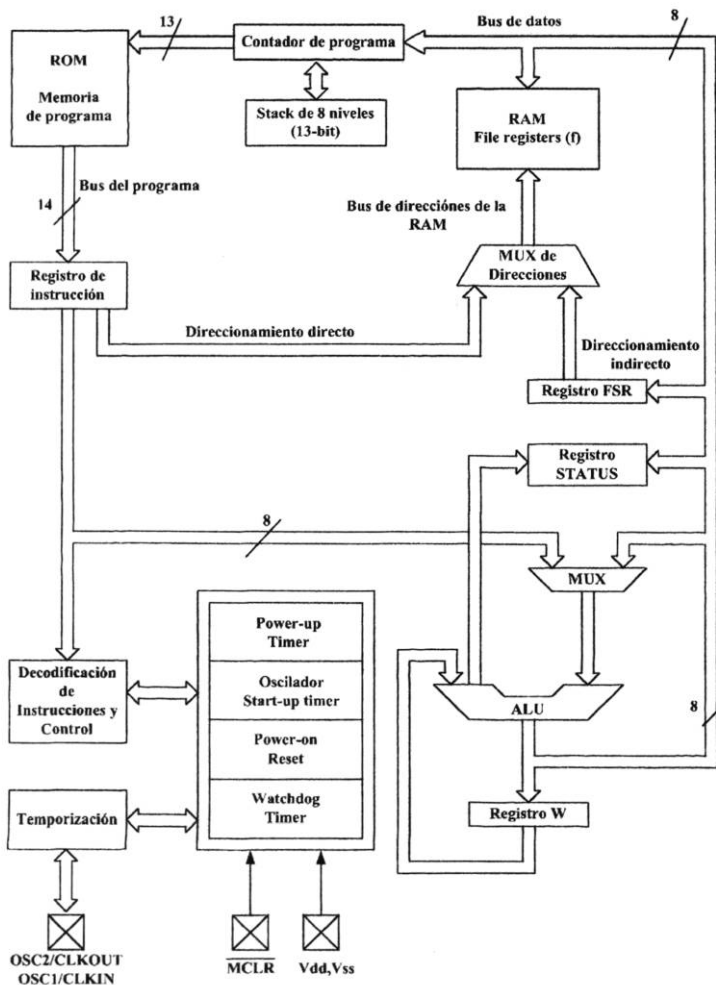 13
Bus de datos
8
ROM
Memoria
de programa
Contador de programa
Stack de 8 niveles
(13-bit)
RAM
File registers (f)
Bus del programa
14
Bus de direcciónes de la
RAM
MUX de
Direcciones
Registro de
instrucción
Direccionamiento directo
Direccionamiento
indirecto
Registro FSR
Registro
STATUS
8
MUX
Power-up
Timer
Oscilador
Start-up timer
Power-on
Reset
Watchdog
Timer
Decodificación
de
Instrucciones y
Control
ALU
8
Temporización
Registro W
OSC2/CLKOUT
OSC1/CLKIN
MCLR
Vdd,Vss